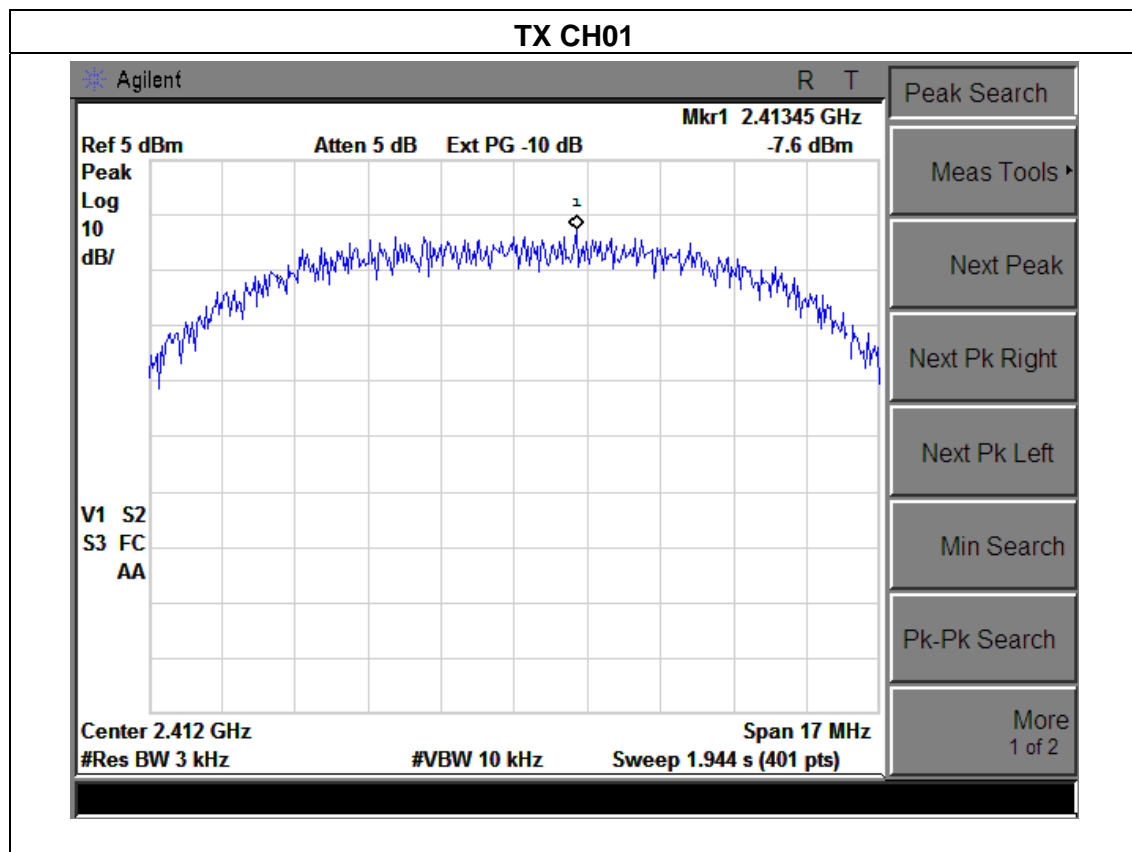 TX CH01
Agilent R T
Peak Search
Mkr1 2.41345 GHz
Ref 5 dBm Atten 5 dB Ext PG -10 dB -7.6 dBm
Peak
Log
10
dB/
1
Meas Tools
Next Peak
Next Pk Right
Next Pk Left
V1 S2
S3 FC
AA
Min Search
Pk-Pk Search
Center 2.412 GHz Span 17 MHz
#Res BW 3 kHz #VBW 10 kHz Sweep 1.944 s (401 pts)
More
1 of 2